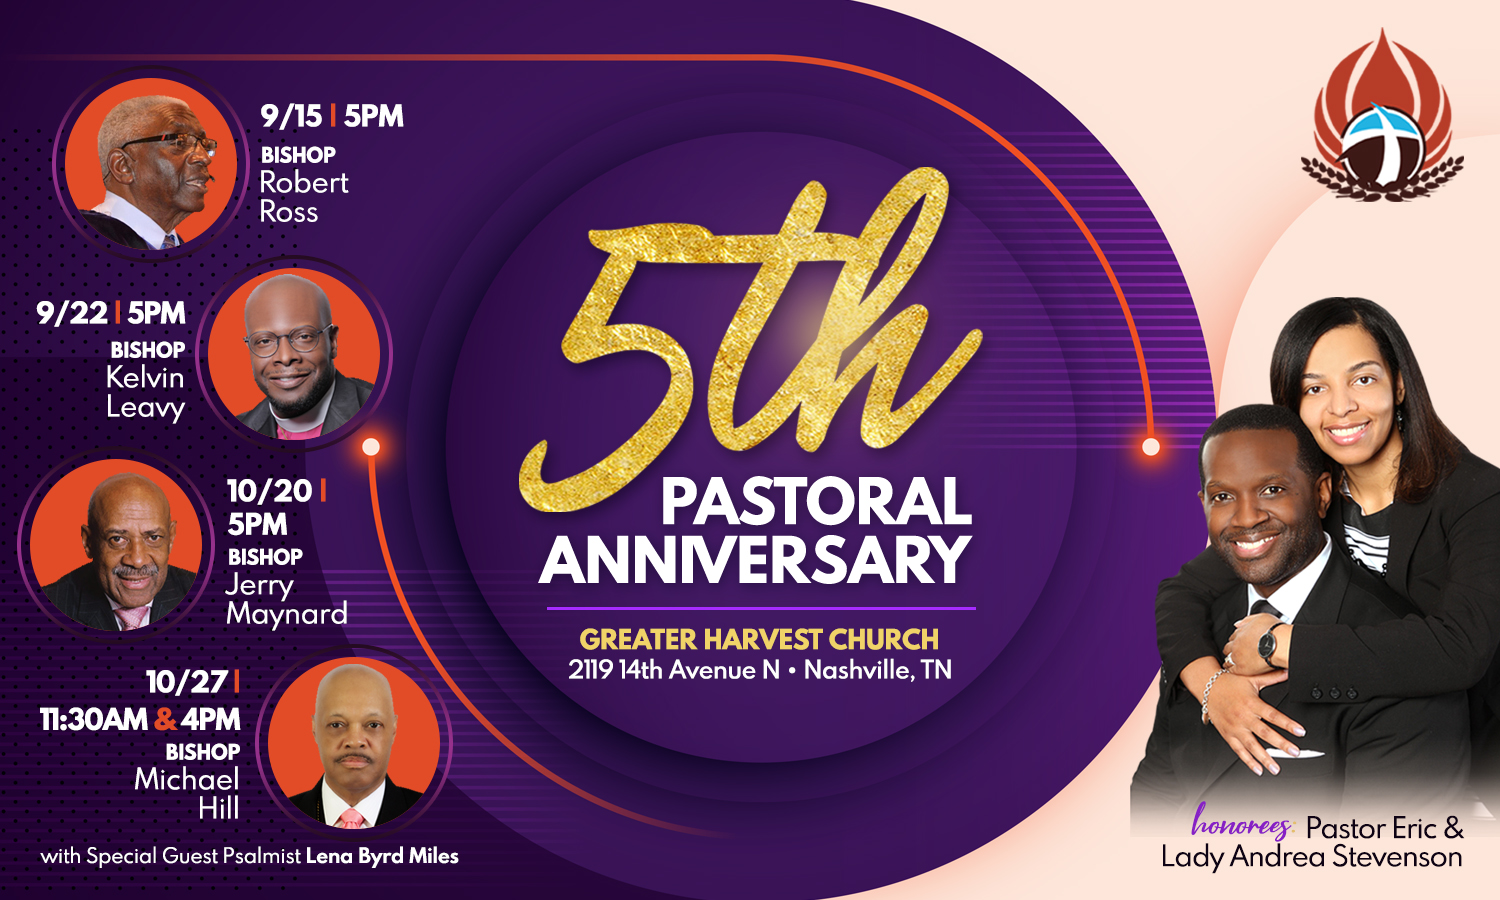 9/15 | 5PM
BISHOP
Robert
Ross
9/22 | 5PM
BISHOP
Kelvin
Leavy
10/20 |
5PM
BISHOP
Jerry
Maynard
10/27 |
11:30AM & 4PM
BISHOP
Michael
Hill
with Special Guest Psalmist Lena Byrd Miles
5th
PASTORAL
ANNIVERSARY
GREATER HARVEST CHURCH
2119 14th Avenue N • Nashville, TN
honorees: Pastor Eric &
Lady Andrea Stevenson